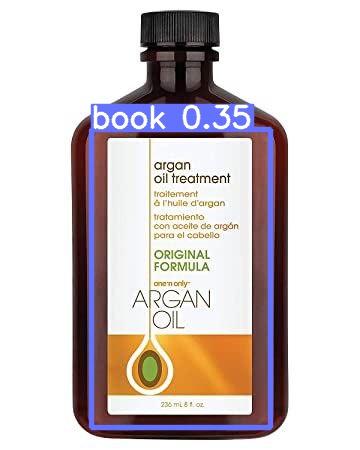 book 0.35
argan
oil treatment
traitement
à l'huile d'argan
tratamiento
con aceite de argán
para el cabello
ORIGINAL
FORMULA
one 'n only™
ARGAN
OIL
236 mL 8 fl. oz.